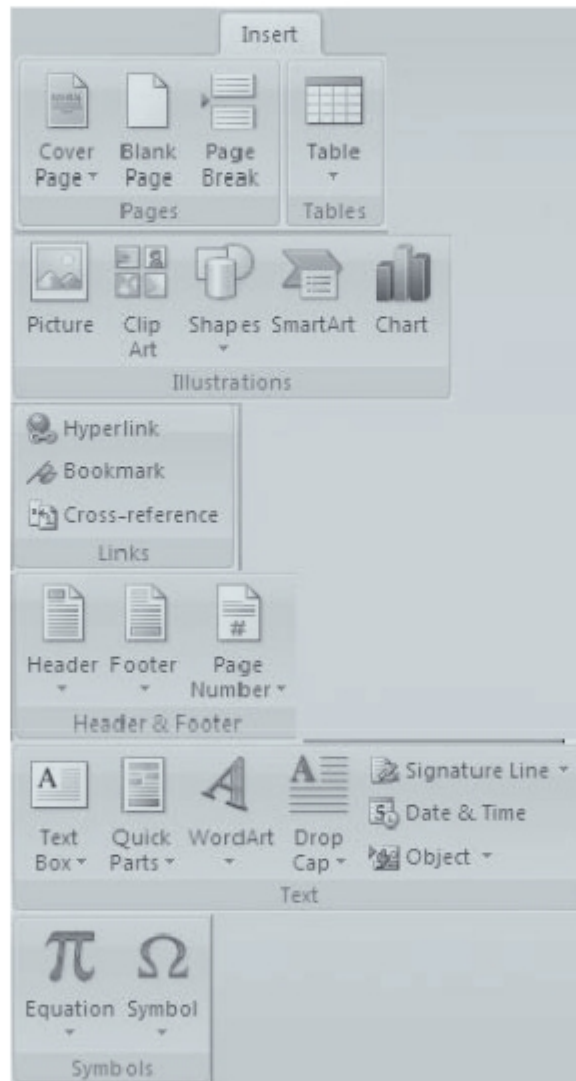 Insert
Cover Page
Blank Page
Page Break
Pages
Table
Tables
Picture
Clip Art
Shapes
SmartArt
Chart
Illustrations
Hyperlink
Bookmark
Cross-reference
Links
Header
Footer
Page Number
#
Header & Footer
A
Text Box
Quick Parts
A
WordArt
A
Drop Cap
Signature Line
5
Date & Time
Object
Text
π
Equation
Ω
Symbol
Symbols